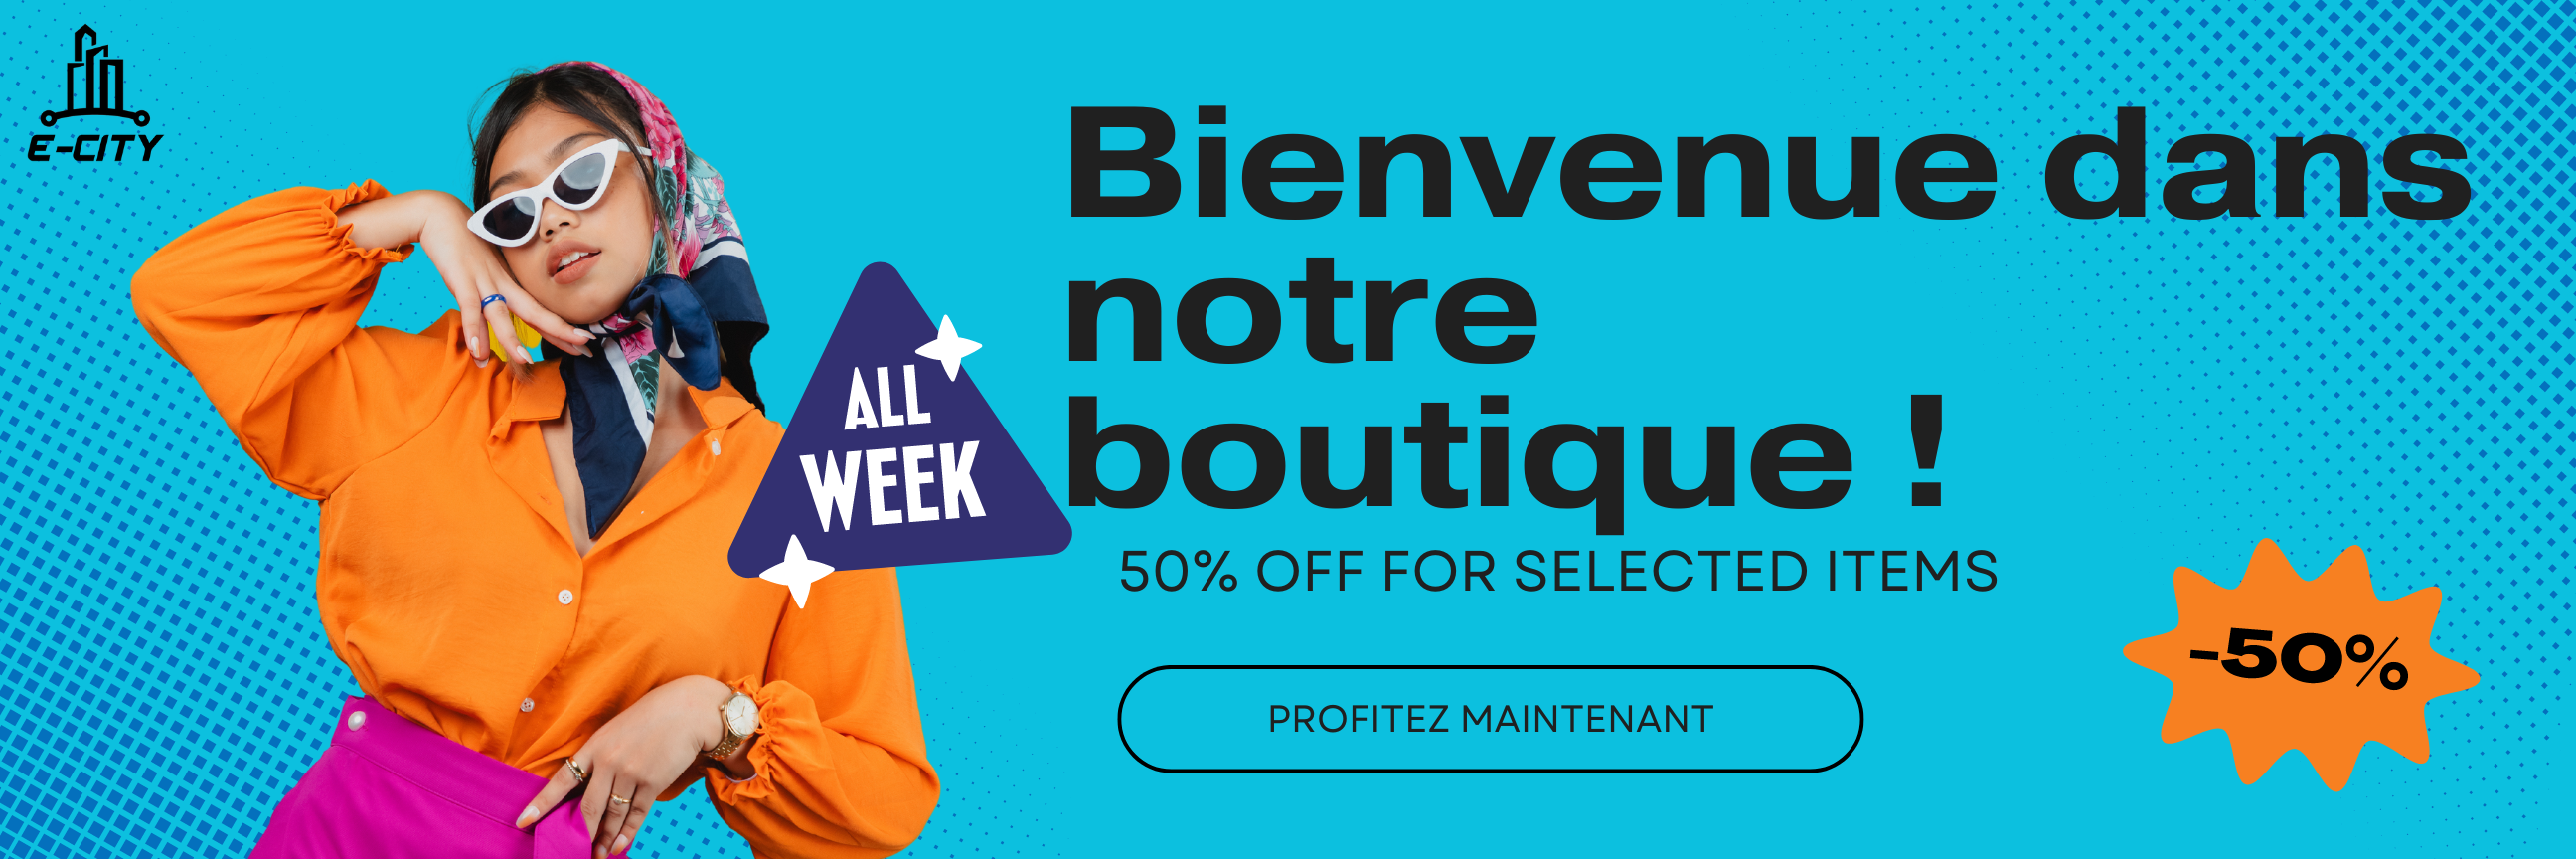 E-CITY
Bienvenue dans
notre
boutique !
ALL
WEEK
50% OFF FOR SELECTED ITEMS
-50%
PROFITEZ MAINTENANT